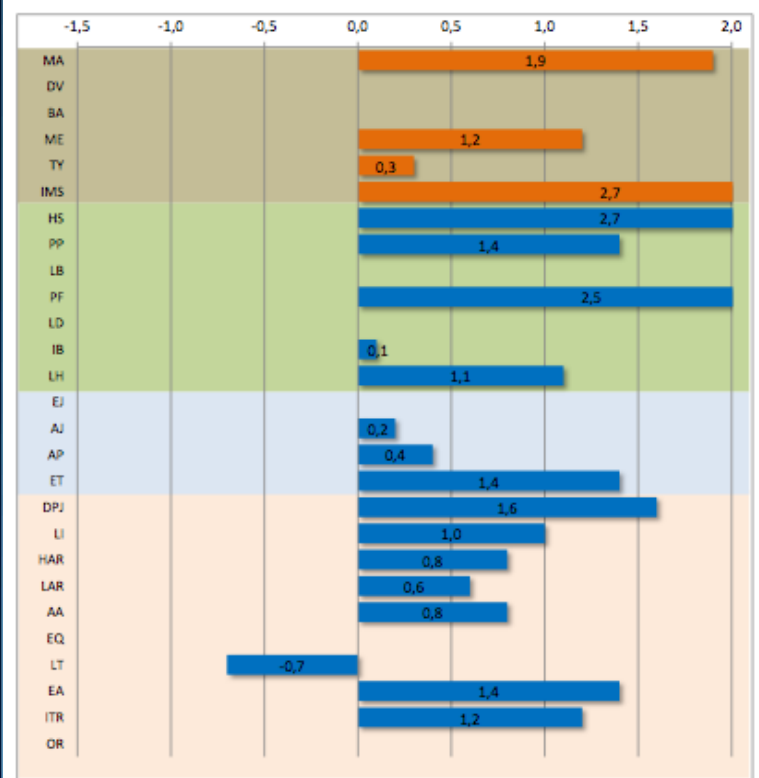 -1,5 -1,0 -0,5 0,0 0,5 1,0 1,5 2,0
MA 1,9
DV
BA
ME 1,2
TY 0,3
IMS 2,7
HS 2,7
PP 1,4
LB
PF 2,5
LD
IB 0,1
LH 1,1
EJ
AJ 0,2
AP 0,4
ET 1,4
DPJ 1,6
LI 1,0
HAR 0,8
LAR 0,6
AA 0,8
EQ
LT -0,7
EA 1,4
ITR 1,2
OR